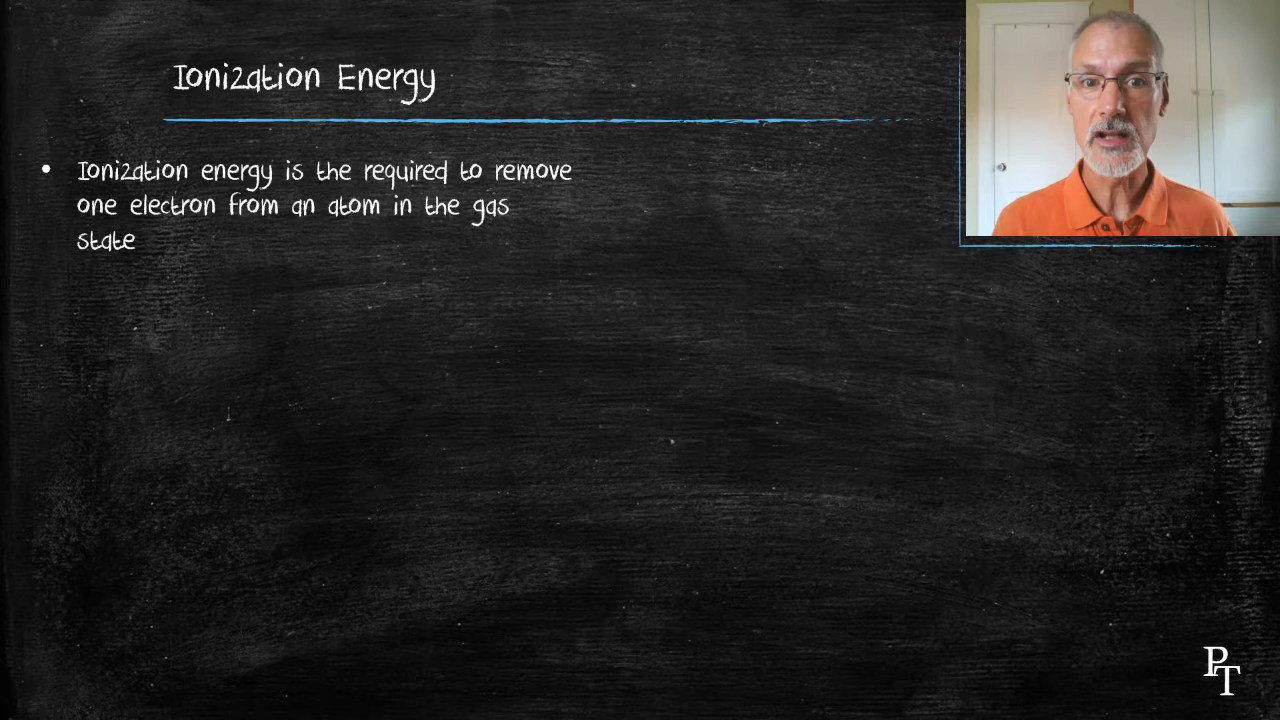 Ionization Energy
• Ionization energy is the required to remove
one electron from an atom in the gas
state
PT